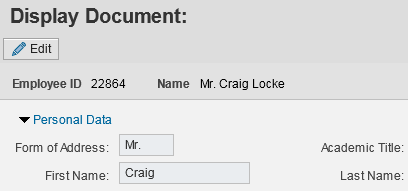 Display Document:
Edit
Employee ID 22864 Name Mr. Craig Locke
Personal Data
Form of Address: Mr. Academic Title:
First Name: Craig Last Name: